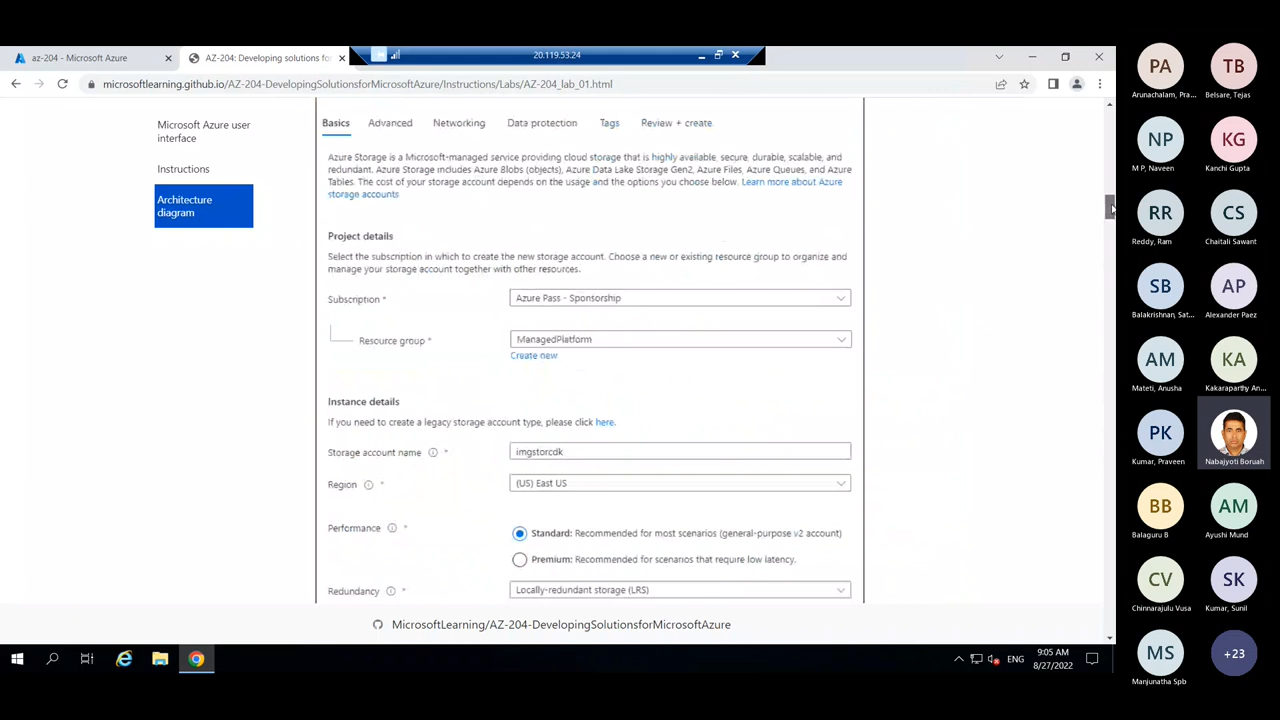 az-204 - Microsoft Azure
AZ-204: Developing solutions for
20.119.53.24
microsoftlearning.github.io/AZ-204-DevelopingSolutionsforMicrosoftAzure/Instructions/Labs/AZ-204_lab_01.html
Microsoft Azure user
interface
Instructions
Architecture
diagram
Basics Advanced Networking Data protection Tags Review + create
Azure Storage is a Microsoft-managed service providing cloud storage that is highly available, secure, durable, scalable, and
redundant. Azure Storage includes Azure Blobs (objects), Azure Data Lake Storage Gen2, Azure Files, Azure Queues, and Azure
Tables. The cost of your storage account depends on the usage and the options you choose below. Learn more about Azure
storage accounts
Project details
Select the subscription in which to create the new storage account. Choose a new or existing resource group to organize and
manage your storage account together with other resources.
Subscription * Azure Pass - Sponsorship
Resource group * ManagedPlatform
Create new
Instance details
If you need to create a legacy storage account type, please click here.
Storage account name * imgstorcdk
Region * (US) East US
Performance * Standard: Recommended for most scenarios (general-purpose v2 account)
Premium: Recommended for scenarios that require low latency.
Redundancy * Locally-redundant storage (LRS)
MicrosoftLearning/AZ-204-DevelopingSolutionsforMicrosoftAzure
ENG
9:05 AM
8/27/2022
PA TB
Arunachalam, Pra... Belsare, Tejas
NP KG
M P, Naveen Kanchi Gupta
RR CS
Reddy, Ram Chaitali Sawant
SB AP
Balakrishnan, Sat... Alexander Paez
AM KA
Mateti, Anusha Kakaraparthy An...
PK
Kumar, Praveen Nabajyoti Boruah
BB AM
Balaguru B Ayushi Mund
CV SK
Chinnarajulu Vusa Kumar, Sunil
MS +23
Manjunatha Spb